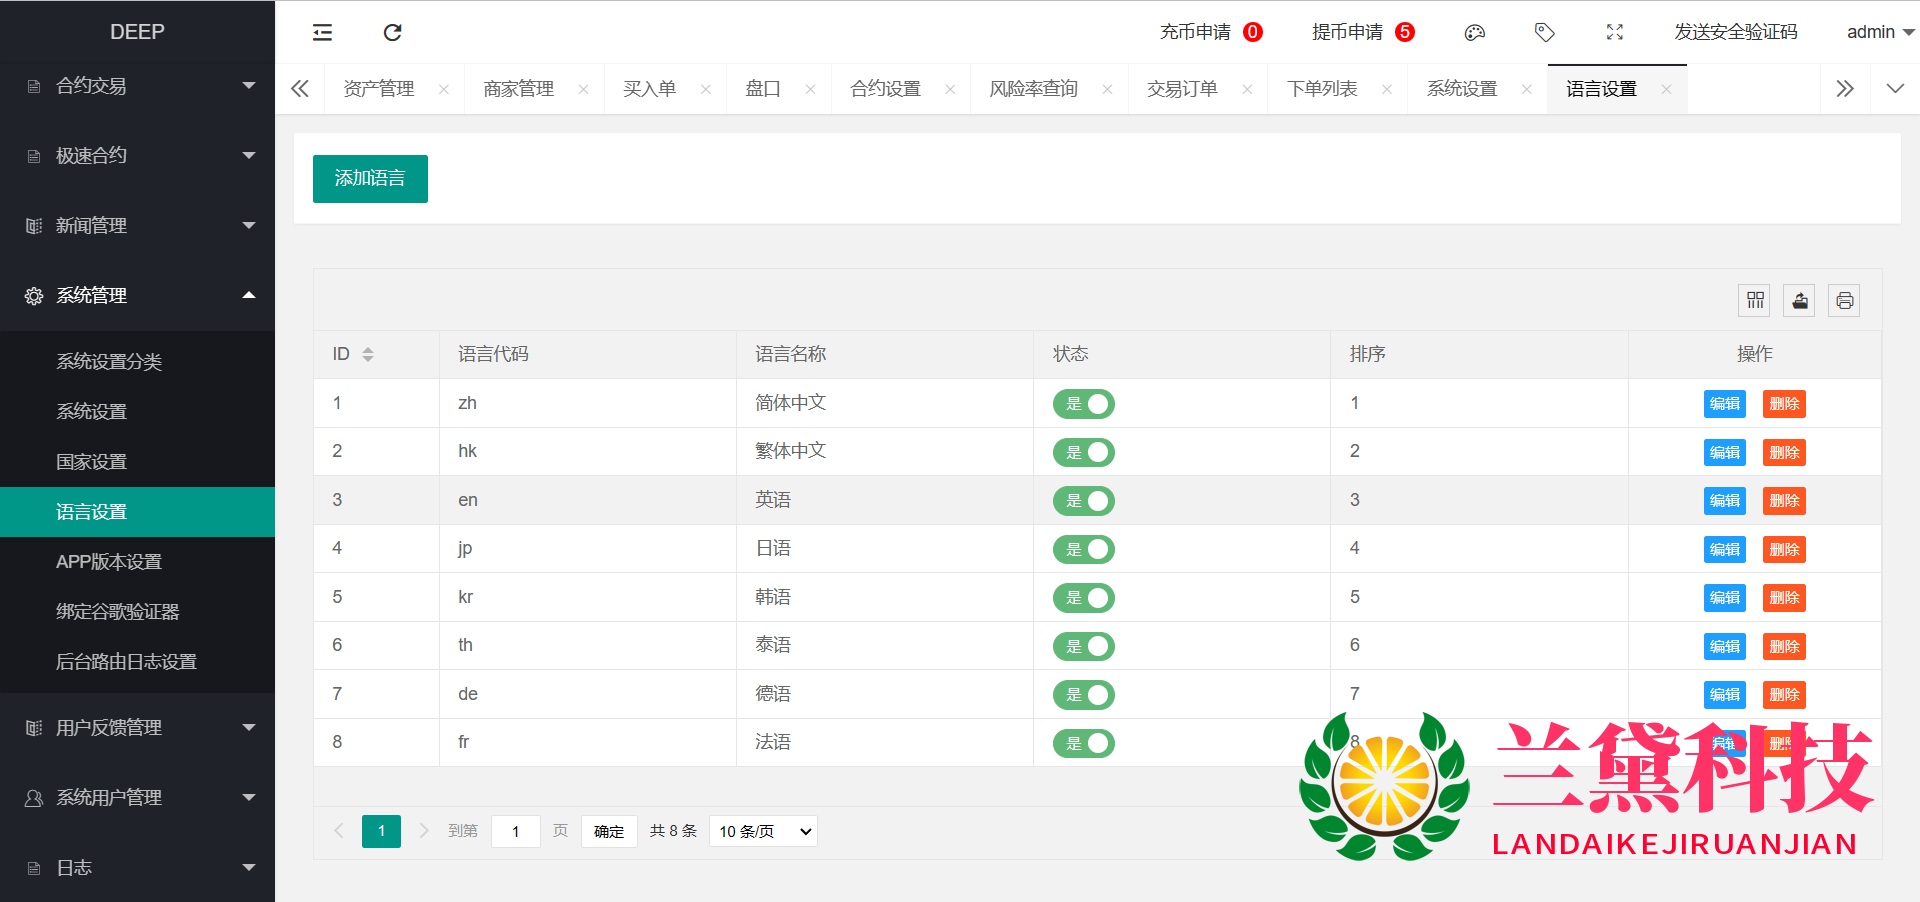 DEEP
充币申请 0 提币申请 5 发送安全验证码 admin
资产管理 商家管理 买入单 盘口 合约设置 风险率查询 交易订单 下单列表 系统设置 语言设置
合约交易
极速合约
新闻管理
系统管理
系统设置分类
系统设置
国家设置
语言设置
APP版本设置
绑定谷歌验证器
后台路由日志设置
用户反馈管理
系统用户管理
日志
添加语言
ID 语言代码 语言名称 状态 排序 操作
1 zh 简体中文 是 1 编辑 删除
2 hk 繁体中文 是 2 编辑 删除
3 en 英语 是 3 编辑 删除
4 jp 日语 是 4 编辑 删除
5 kr 韩语 是 5 编辑 删除
6 th 泰语 是 6 编辑 删除
7 de 德语 是 7 编辑 删除
8 fr 法语 是 8 编辑 删除
1 到第 1 页 确定 共 8 条 10 条/页
兰黛科技
LANDAIKEJIRUANJIAN